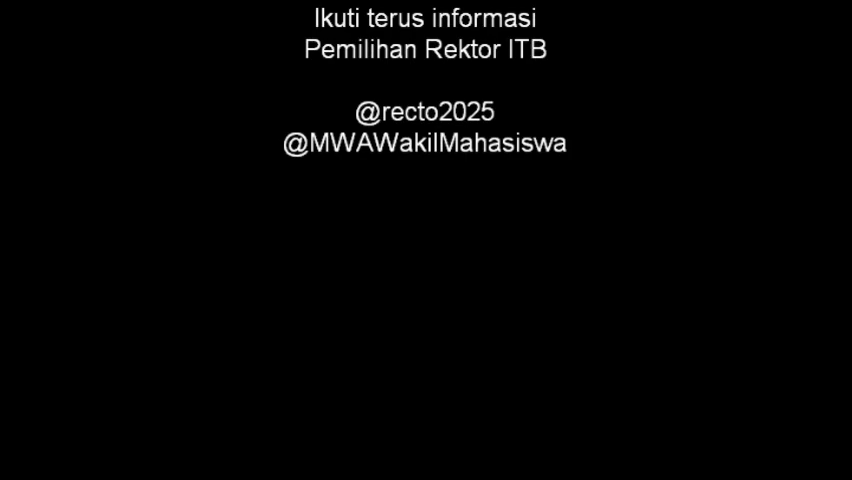 Ikuti terus informasi
Pemilihan Rektor ITB
@recto2025
@MWAWakilMahasiswa